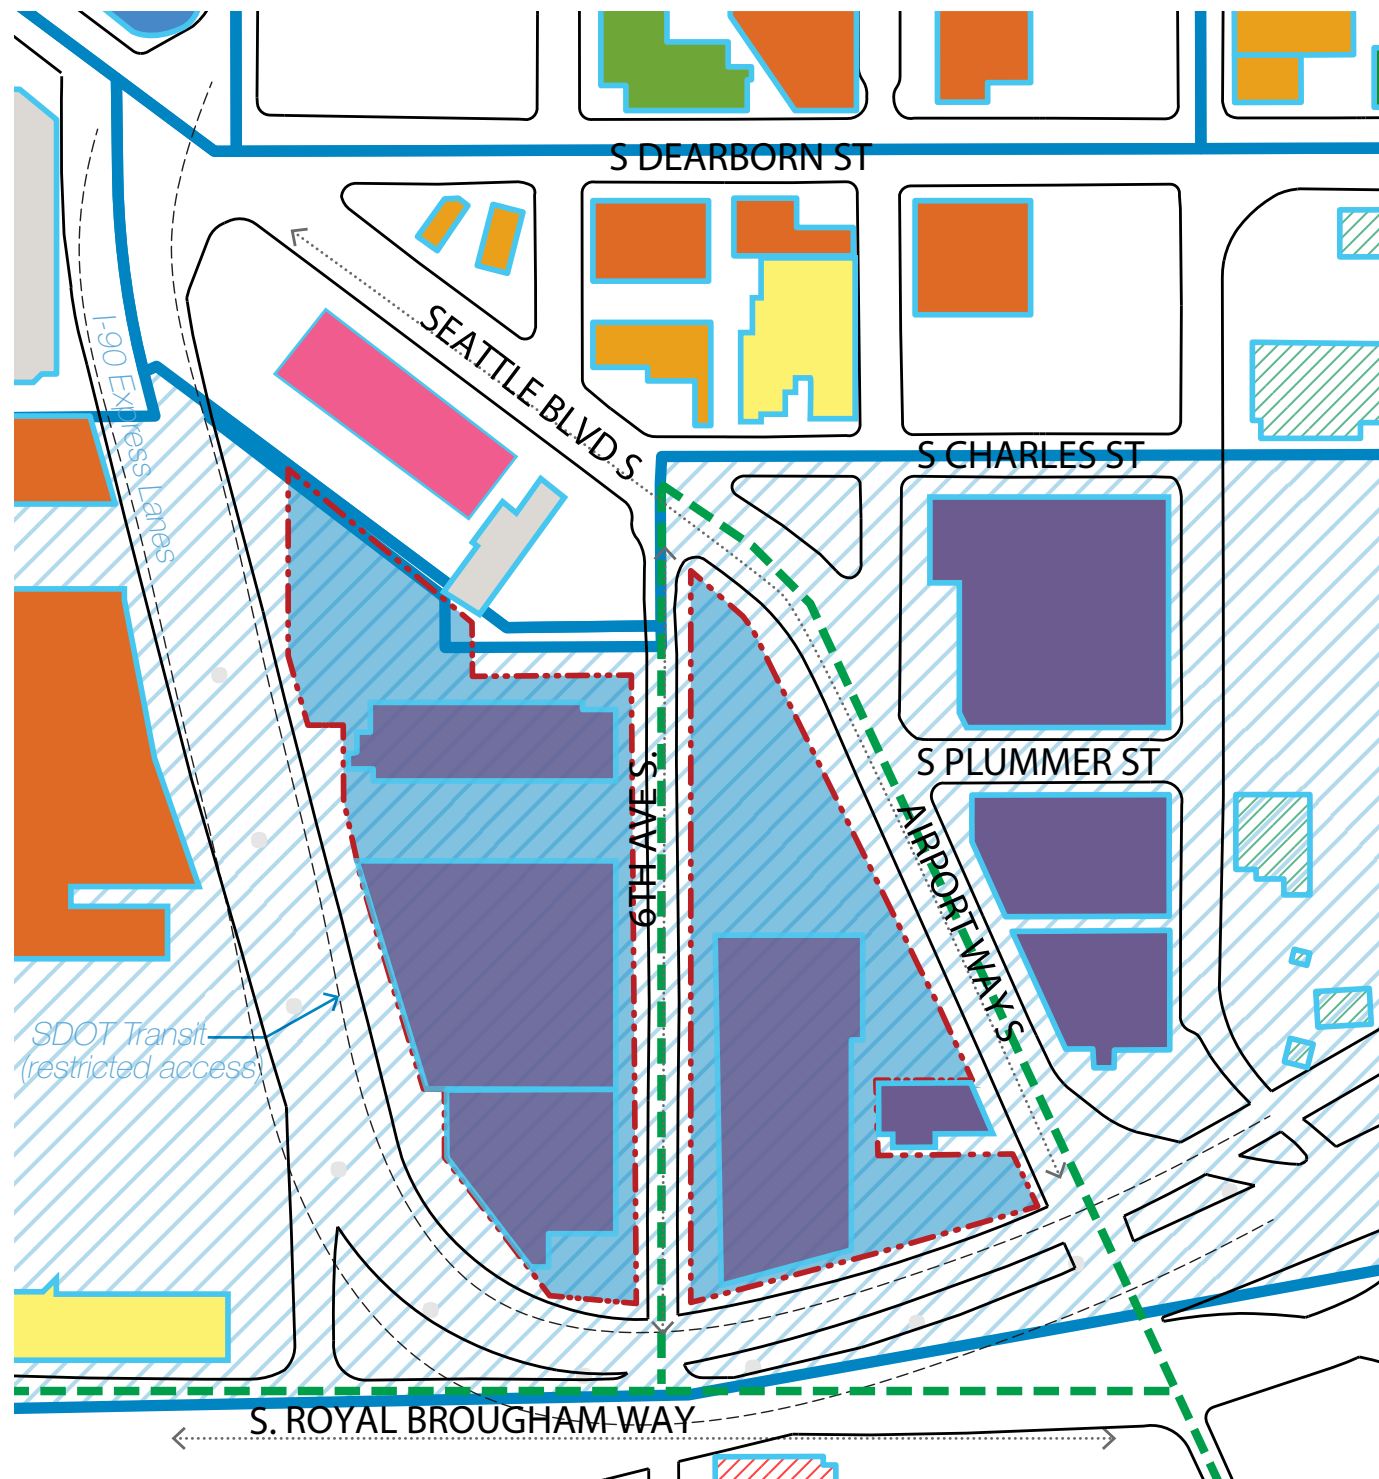 S DEARBORN ST
SEATTLE BLVD S
I-90 Express Lanes
S CHARLES ST
S PLUMMER ST
6TH AVE S.
AIRPORT WAY S
SDOT Transit
(restricted access)
S. ROYAL BROUGHAM WAY